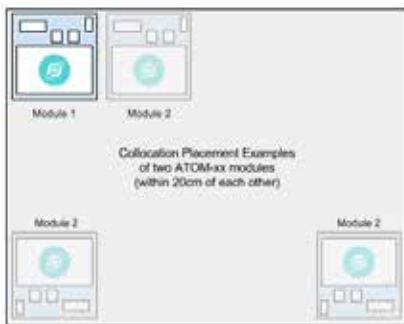 Module 1
Module 2
Collocation Placement Examples
of two ATOM-xx modules
(within 20cm of each other)
Module 2
Module 2